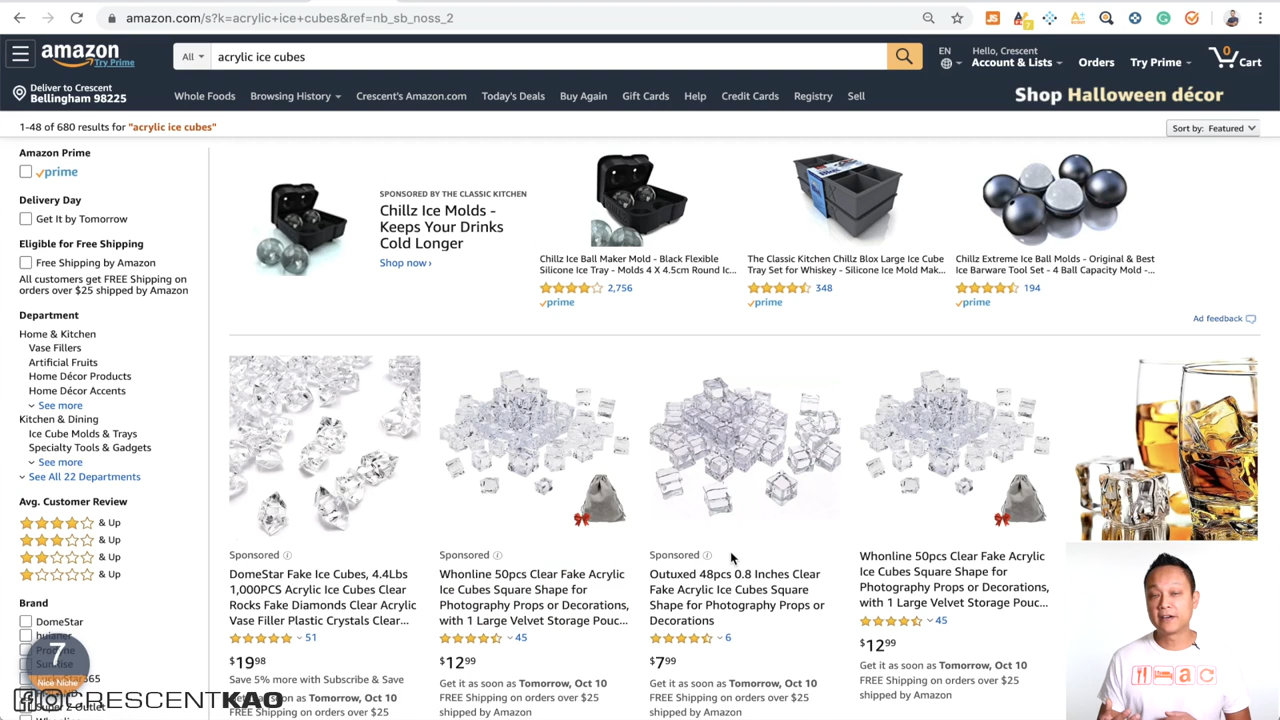 amazon.com/s?k=acrylic+ice+cubes&ref=nb_sb_noss_2
amazon
Try Prime
All
acrylic ice cubes
EN
Hello, Crescent
Account & Lists
Orders
Try Prime
0
Cart
Deliver to Crescent
Bellingham 98225
Whole Foods
Browsing History
Crescent's Amazon.com
Today's Deals
Buy Again
Gift Cards
Help
Credit Cards
Registry
Sell
Shop Halloween décor
1-48 of 680 results for "acrylic ice cubes"
Sort by: Featured
Amazon Prime
prime
Delivery Day
Get It by Tomorrow
Eligible for Free Shipping
Free Shipping by Amazon
All customers get FREE Shipping on
orders over $25 shipped by Amazon
Department
Home & Kitchen
Vase Fillers
Artificial Fruits
Home Décor Products
Home Décor Accents
See more
Kitchen & Dining
Ice Cube Molds & Trays
Specialty Tools & Gadgets
See more
See All 22 Departments
Avg. Customer Review
& Up
& Up
& Up
& Up
Brand
DomeStar
7
Nice Niche
CRESCENTKAO
SPONSORED BY THE CLASSIC KITCHEN
Chillz Ice Molds -
Keeps Your Drinks
Cold Longer
Shop now ›
Chillz Ice Ball Maker Mold - Black Flexible
Silicone Ice Tray - Molds 4 X 4.5cm Round Ic...
2,756
prime
The Classic Kitchen Chillz Blox Large Ice Cube
Tray Set for Whiskey - Silicone Ice Mold Mak...
348
prime
Chillz Extreme Ice Ball Molds - Original & Best
Ice Barware Tool Set - 4 Ball Capacity Mold -...
194
prime
Ad feedback
Sponsored
DomeStar Fake Ice Cubes, 4.4Lbs
1,000PCS Acrylic Ice Cubes Clear
Rocks Fake Diamonds Clear Acrylic
Vase Filler Plastic Crystals Clear...
51
$1998
Save 5% more with Subscribe & Save
Get it as soon as Tomorrow, Oct 10
FREE Shipping on orders over $25
Sponsored
Whonline 50pcs Clear Fake Acrylic
Ice Cubes Square Shape for
Photography Props or Decorations,
with 1 Large Velvet Storage Pouc...
45
$1299
Get it as soon as Tomorrow, Oct 10
FREE Shipping on orders over $25
shipped by Amazon
Sponsored
Outuxed 48pcs 0.8 Inches Clear
Fake Acrylic Ice Cubes Square
Shape for Photography Props or
Decorations
6
$799
Get it as soon as Tomorrow, Oct 10
FREE Shipping on orders over $25
shipped by Amazon
Whonline 50pcs Clear Fake Acrylic
Ice Cubes Square Shape for
Photography Props or Decorations,
with 1 Large Velvet Storage Pouc...
45
$1299
Get it as soon as Tomorrow, Oct 10
FREE Shipping on orders over $25
shipped by Amazon